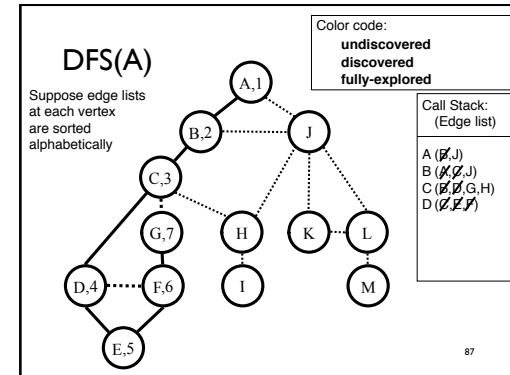 DFS(A)
Suppose edge lists
at each vertex
are sorted
alphabetically
Color code:
undiscovered
discovered
fully-explored
Call Stack:
(Edge list)
A (B,J)
B (A,C,J)
C (B,D,G,H)
D (C,E,F)
A,1
B,2
J
C,3
G,7
H
K
L
D,4
F,6
I
M
E,5
87